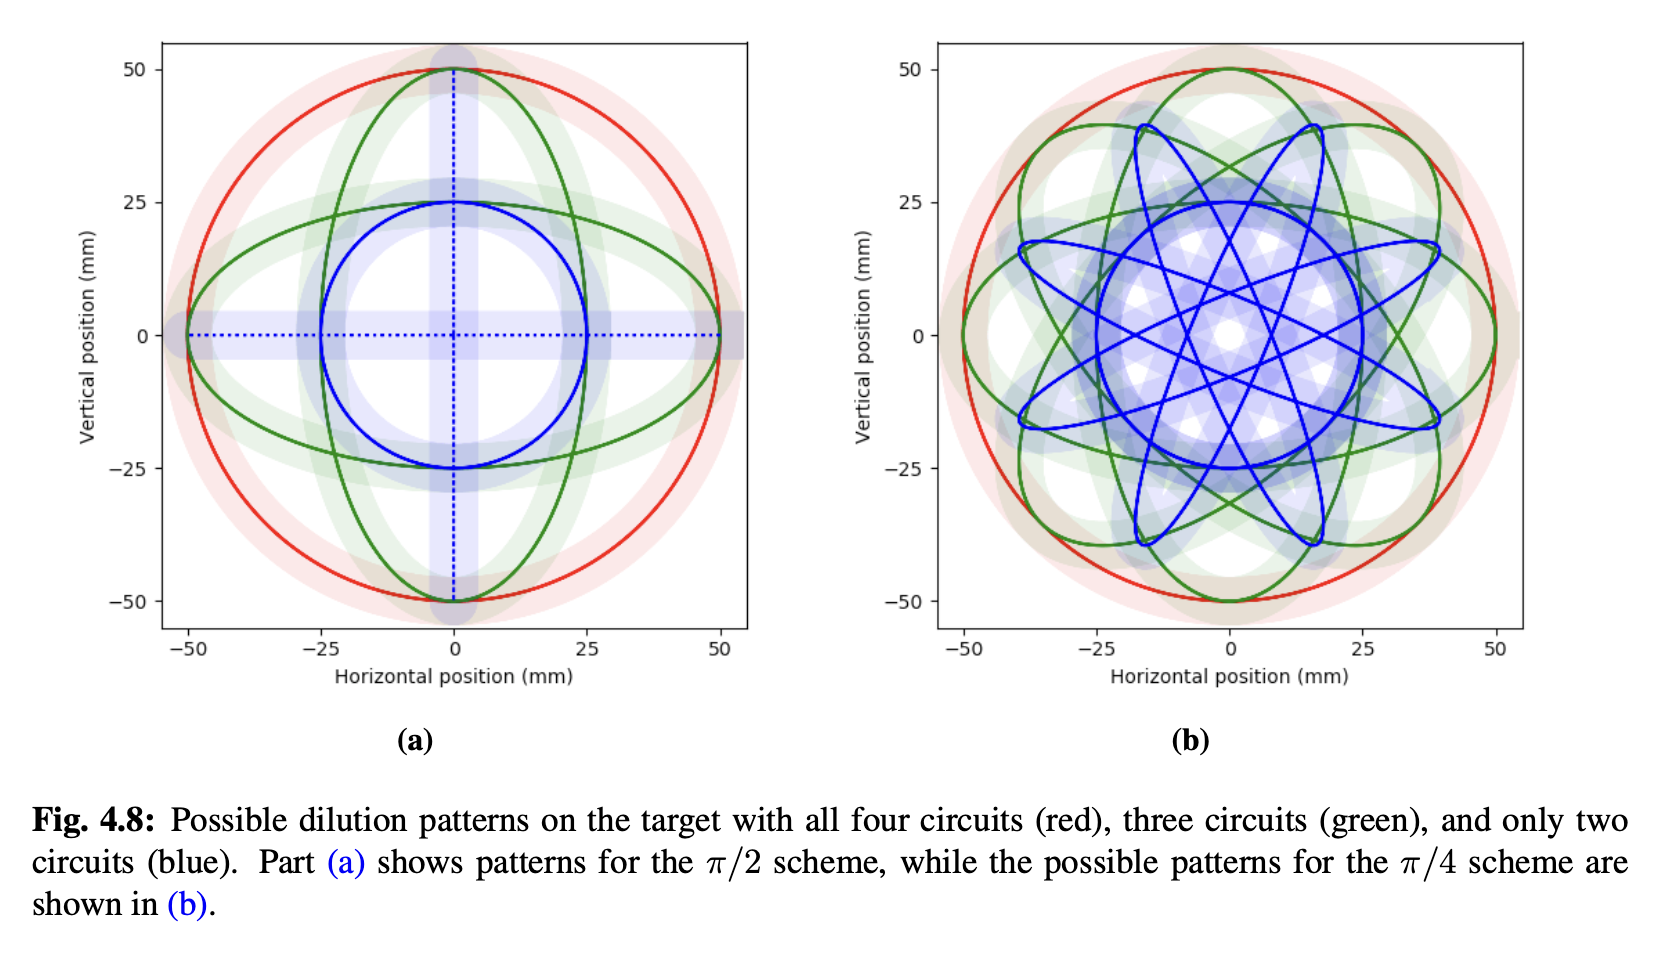 50
25
0
−25
−50
Vertical position (mm)
−50 −25 0 25 50
Horizontal position (mm)
(a)
50
25
0
−25
−50
Vertical position (mm)
−50 −25 0 25 50
Horizontal position (mm)
(b)
Fig. 4.8: Possible dilution patterns on the target with all four circuits (red), three circuits (green), and only two
circuits (blue). Part (a) shows patterns for the π/2 scheme, while the possible patterns for the π/4 scheme are
shown in (b).